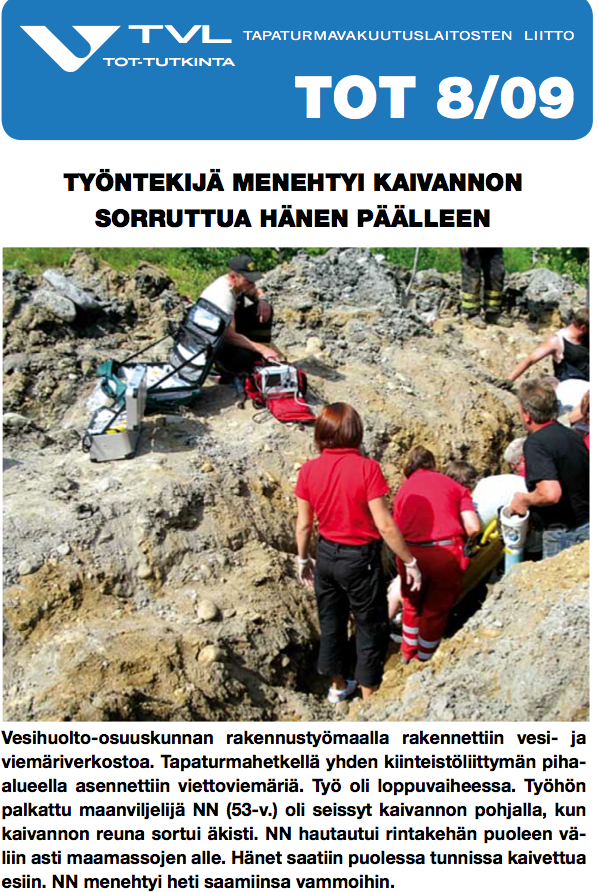 TVL TAPATURMAVAKUUTUSLAITOSTEN LIITTO
TOT-TUTKINTA
TOT 8/09
TYÖNTEKIJÄ MENEHTYI KAIVANNON
SORRUTTUA HÄNEN PÄÄLLEEN
Vesihuolto-osuuskunnan rakennustyömaalla rakennettiin vesi- ja
viemäriverkostoa. Tapaturmahetkellä yhden kiinteistöliittymän piha-
alueella asennettiin viettoviemäriä. Työ oli loppuvaiheessa. Työhön
palkattu maanviljelijä NN (53-v.) oli seissyt kaivannon pohjalla, kun
kaivannon reuna sortui äkisti. NN hautautui rintakehän puoleen vä-
liin asti maamassojen alle. Hänet saatiin puolessa tunnissa kaivettua
esiin. NN menehtyi heti saamiinsa vammoihin.